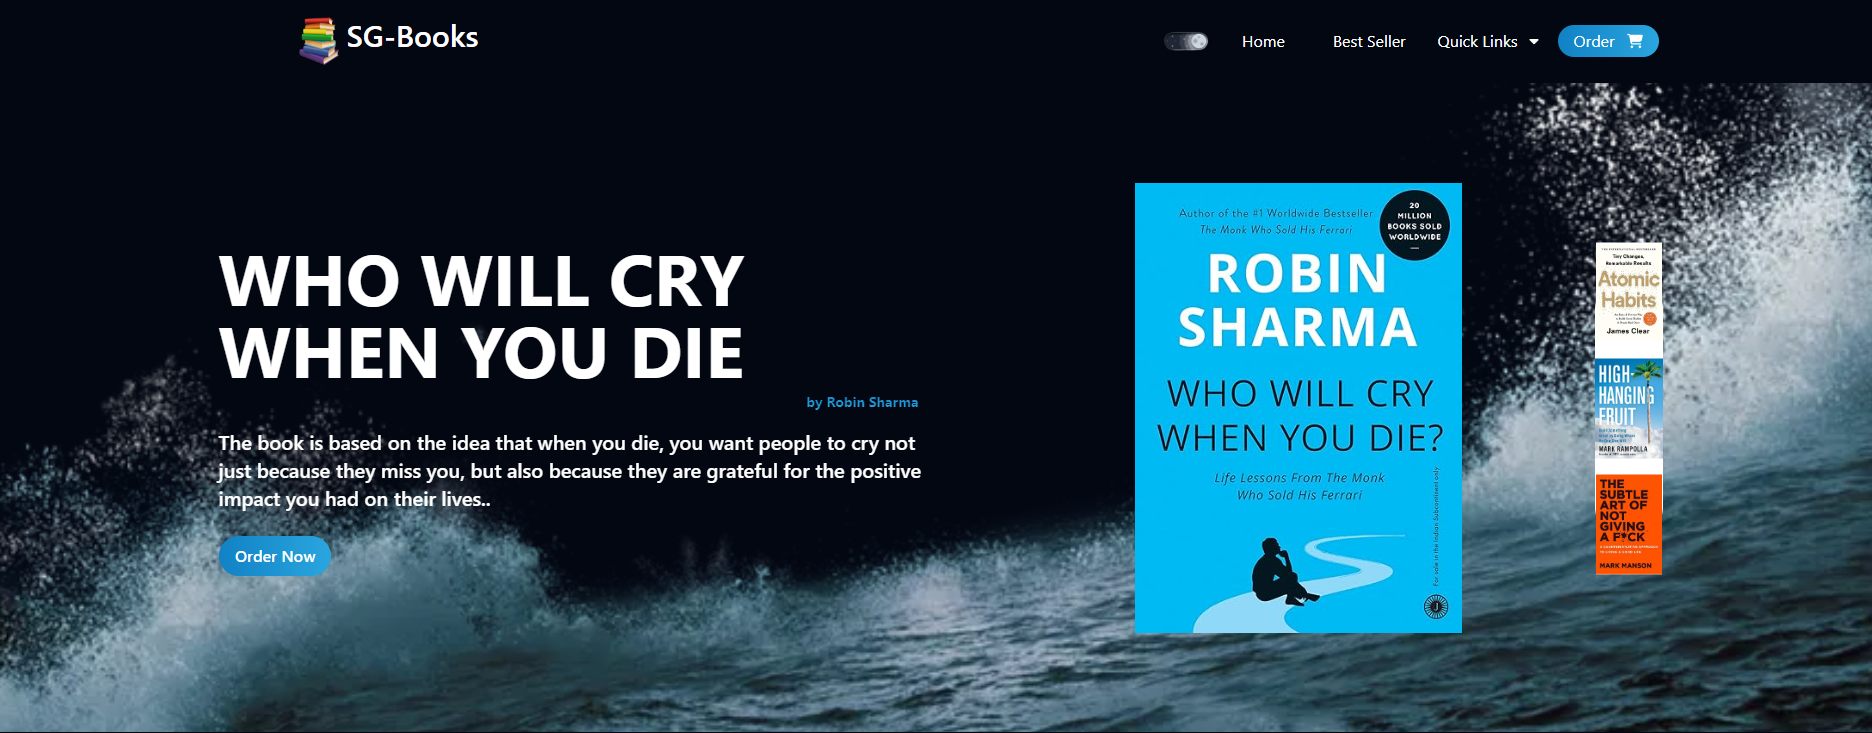 SG-Books
Home
Best Seller
Quick Links
Order
WHO WILL CRY
WHEN YOU DIE
by Robin Sharma
The book is based on the idea that when you die, you want people to cry not
just because they miss you, but also because they are grateful for the positive
impact you had on their lives..
Order Now
Author of the #1 Worldwide Bestseller
The Monk Who Sold His Ferrari
20
MILLION
BOOKS SOLD
WORLDWIDE
ROBIN
SHARMA
WHO WILL CRY
WHEN YOU DIE?
Life Lessons From The Monk
Who Sold His Ferrari
For sale in the Indian Subcontinent only
J
Tiny Changes,
Remarkable Results
Atomic
Habits
James Clear
HIGH-
HANGING
FRUIT
MARK RAMPOLLA
THE
SUBTLE
ART OF
NOT
GIVING
A F*CK
MARK MANSON